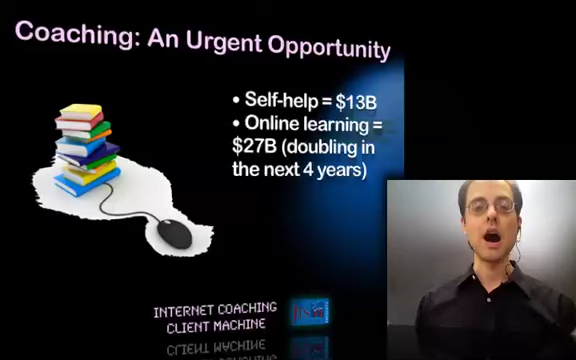 Coaching: An Urgent Opportunity
• Self-help = $13B
• Online learning =
$27B (doubling in
the next 4 years)
INTERNET COACHING
CLIENT MACHINE